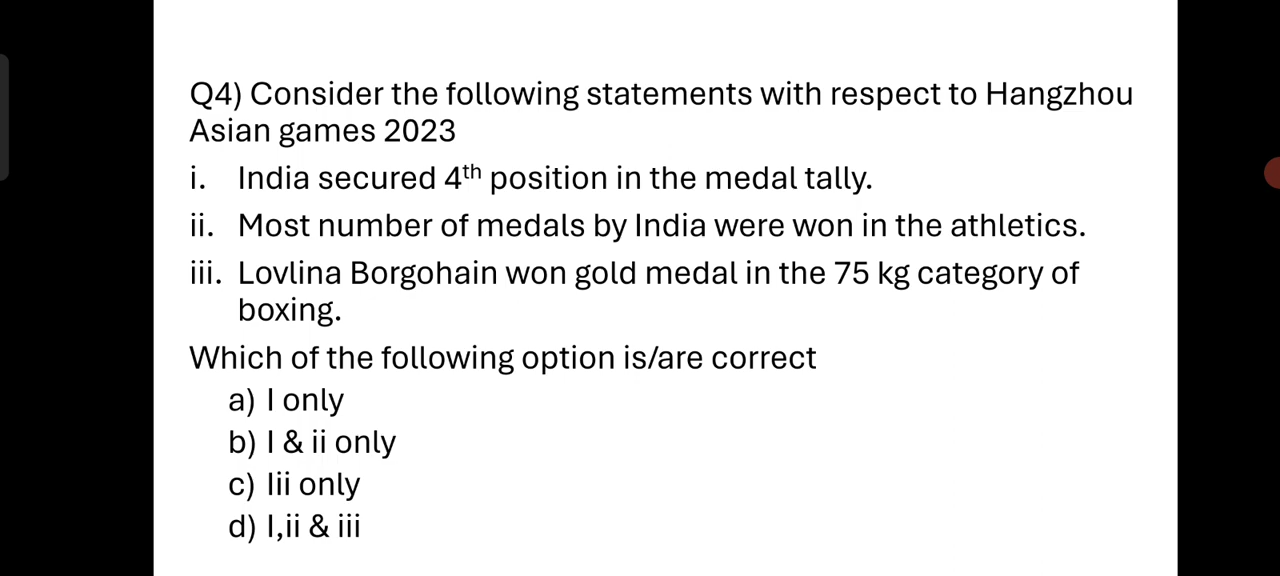 Q4) Consider the following statements with respect to Hangzhou
Asian games 2023
i. India secured 4th position in the medal tally.
ii. Most number of medals by India were won in the athletics.
iii. Lovlina Borgohain won gold medal in the 75 kg category of
boxing.
Which of the following option is/are correct
a) I only
b) I & ii only
c) Iii only
d) I,ii & iii